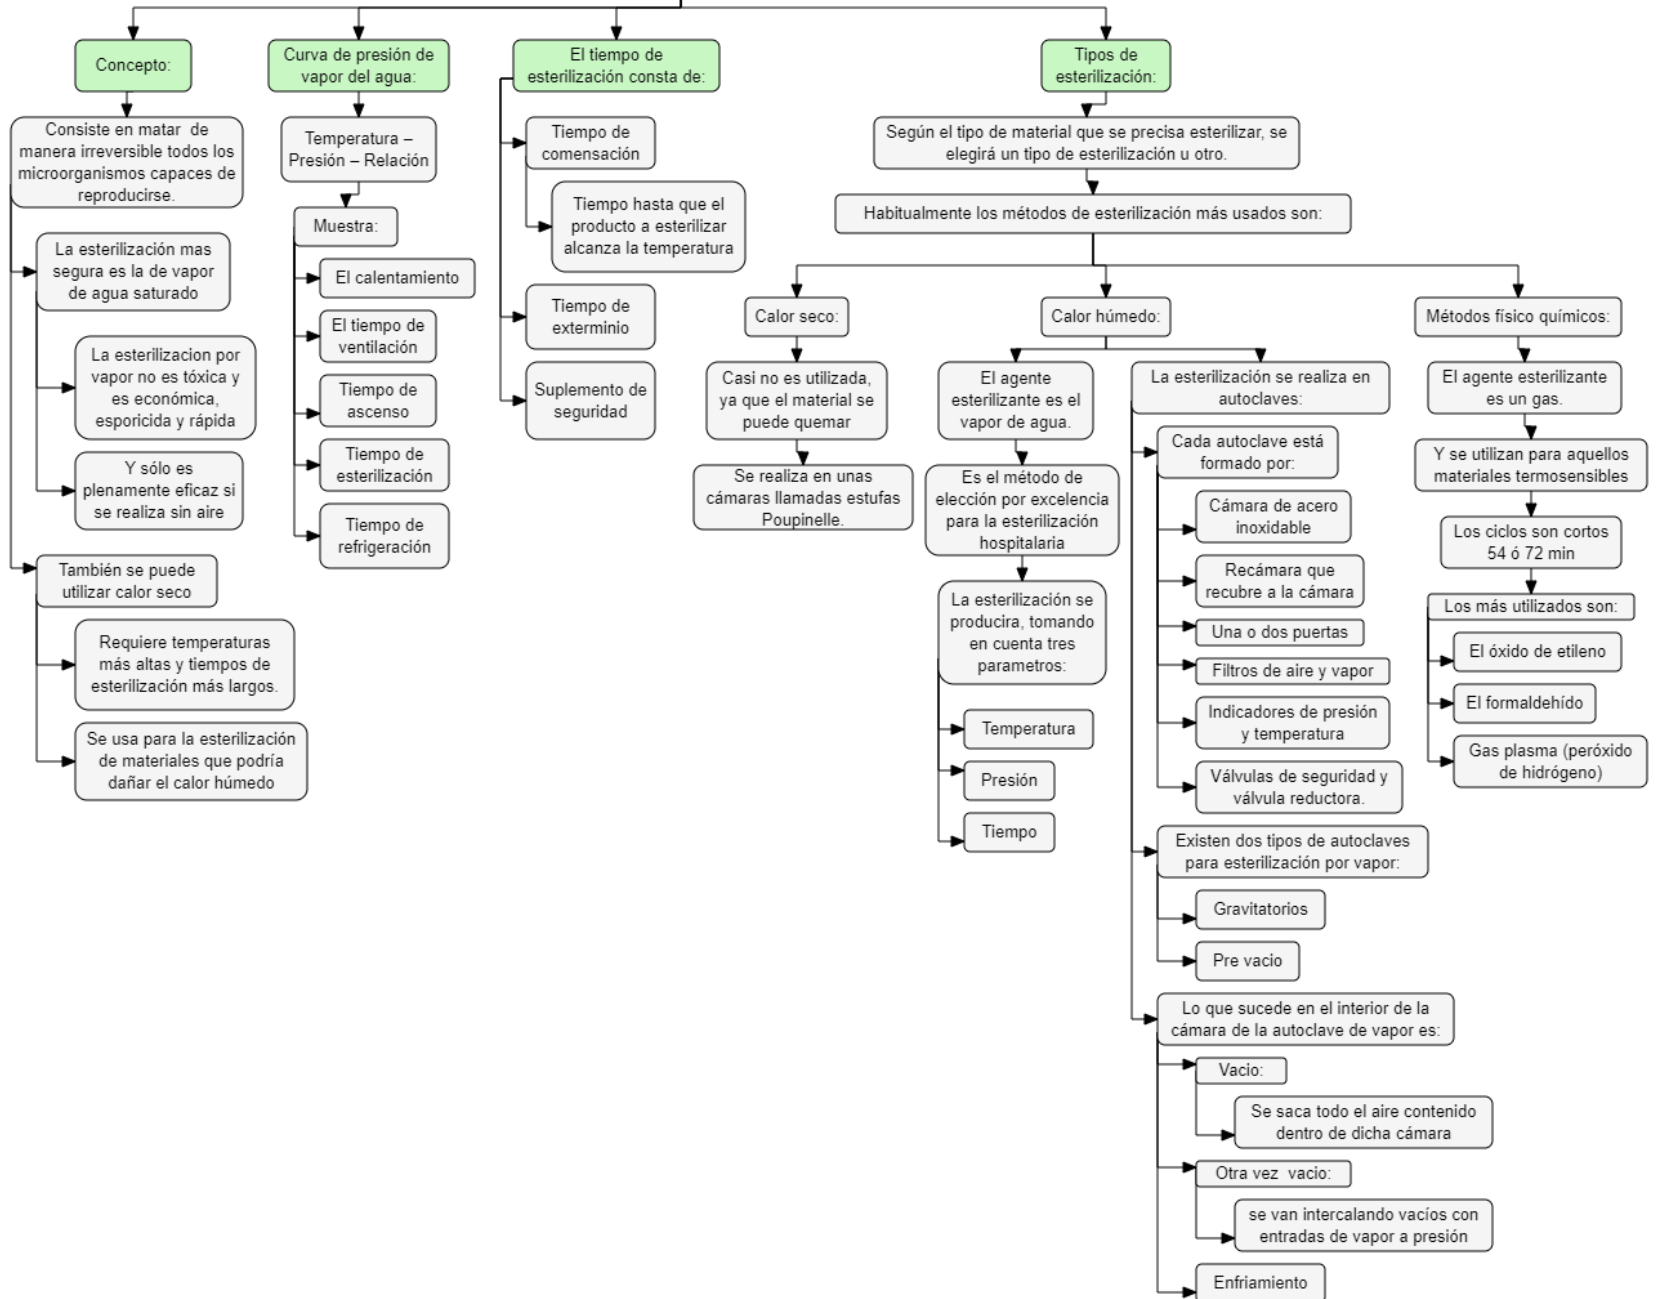 Concepto:
Consiste en matar de
manera irreversible todos los
microorganismos capaces de
reproducirse.
La esterilización mas
segura es la de vapor
de agua saturado
La esterilizacion por
vapor no es tóxica y
es económica,
esporicida y rápida
Y sólo es
plenamente eficaz si
se realiza sin aire
También se puede
utilizar calor seco
Requiere temperaturas
más altas y tiempos de
esterilización más largos.
Se usa para la esterilización
de materiales que podría
dañar el calor húmedo
Curva de presión de
vapor del agua:
Temperatura –
Presión – Relación
Muestra:
El calentamiento
El tiempo de
ventilación
Tiempo de
ascenso
Tiempo de
esterilización
Tiempo de
refrigeración
El tiempo de
esterilización consta de:
Tiempo de
comensación
Tiempo hasta que el
producto a esterilizar
alcanza la temperatura
Tiempo de
exterminio
Suplemento de
seguridad
Tipos de
esterilización:
Según el tipo de material que se precisa esterilizar, se
elegirá un tipo de esterilización u otro.
Habitualmente los métodos de esterilización más usados son:
Calor seco:
Casi no es utilizada,
ya que el material se
puede quemar
Se realiza en unas
cámaras llamadas estufas
Poupinelle.
Calor húmedo:
El agente
esterilizante es el
vapor de agua.
Es el método de
elección por excelencia
para la esterilización
hospitalaria
La esterilización se
producira, tomando
en cuenta tres
parametros:
Temperatura
Presión
Tiempo
La esterilización se realiza en
autoclaves:
Cada autoclave está
formado por:
Cámara de acero
inoxidable
Recámara que
recubre a la cámara
Una o dos puertas
Filtros de aire y vapor
Indicadores de presión
y temperatura
Válvulas de seguridad y
válvula reductora.
Existen dos tipos de autoclaves
para esterilización por vapor:
Gravitatorios
Pre vacio
Lo que sucede en el interior de la
cámara de la autoclave de vapor es:
Vacio:
Se saca todo el aire contenido
dentro de dicha cámara
Otra vez vacio:
se van intercalando vacíos con
entradas de vapor a presión
Enfriamiento
Métodos físico químicos:
El agente esterilizante
es un gas.
Y se utilizan para aquellos
materiales termosensibles
Los ciclos son cortos
54 ó 72 min
Los más utilizados son:
El óxido de etileno
El formaldehído
Gas plasma (peróxido
de hidrógeno)